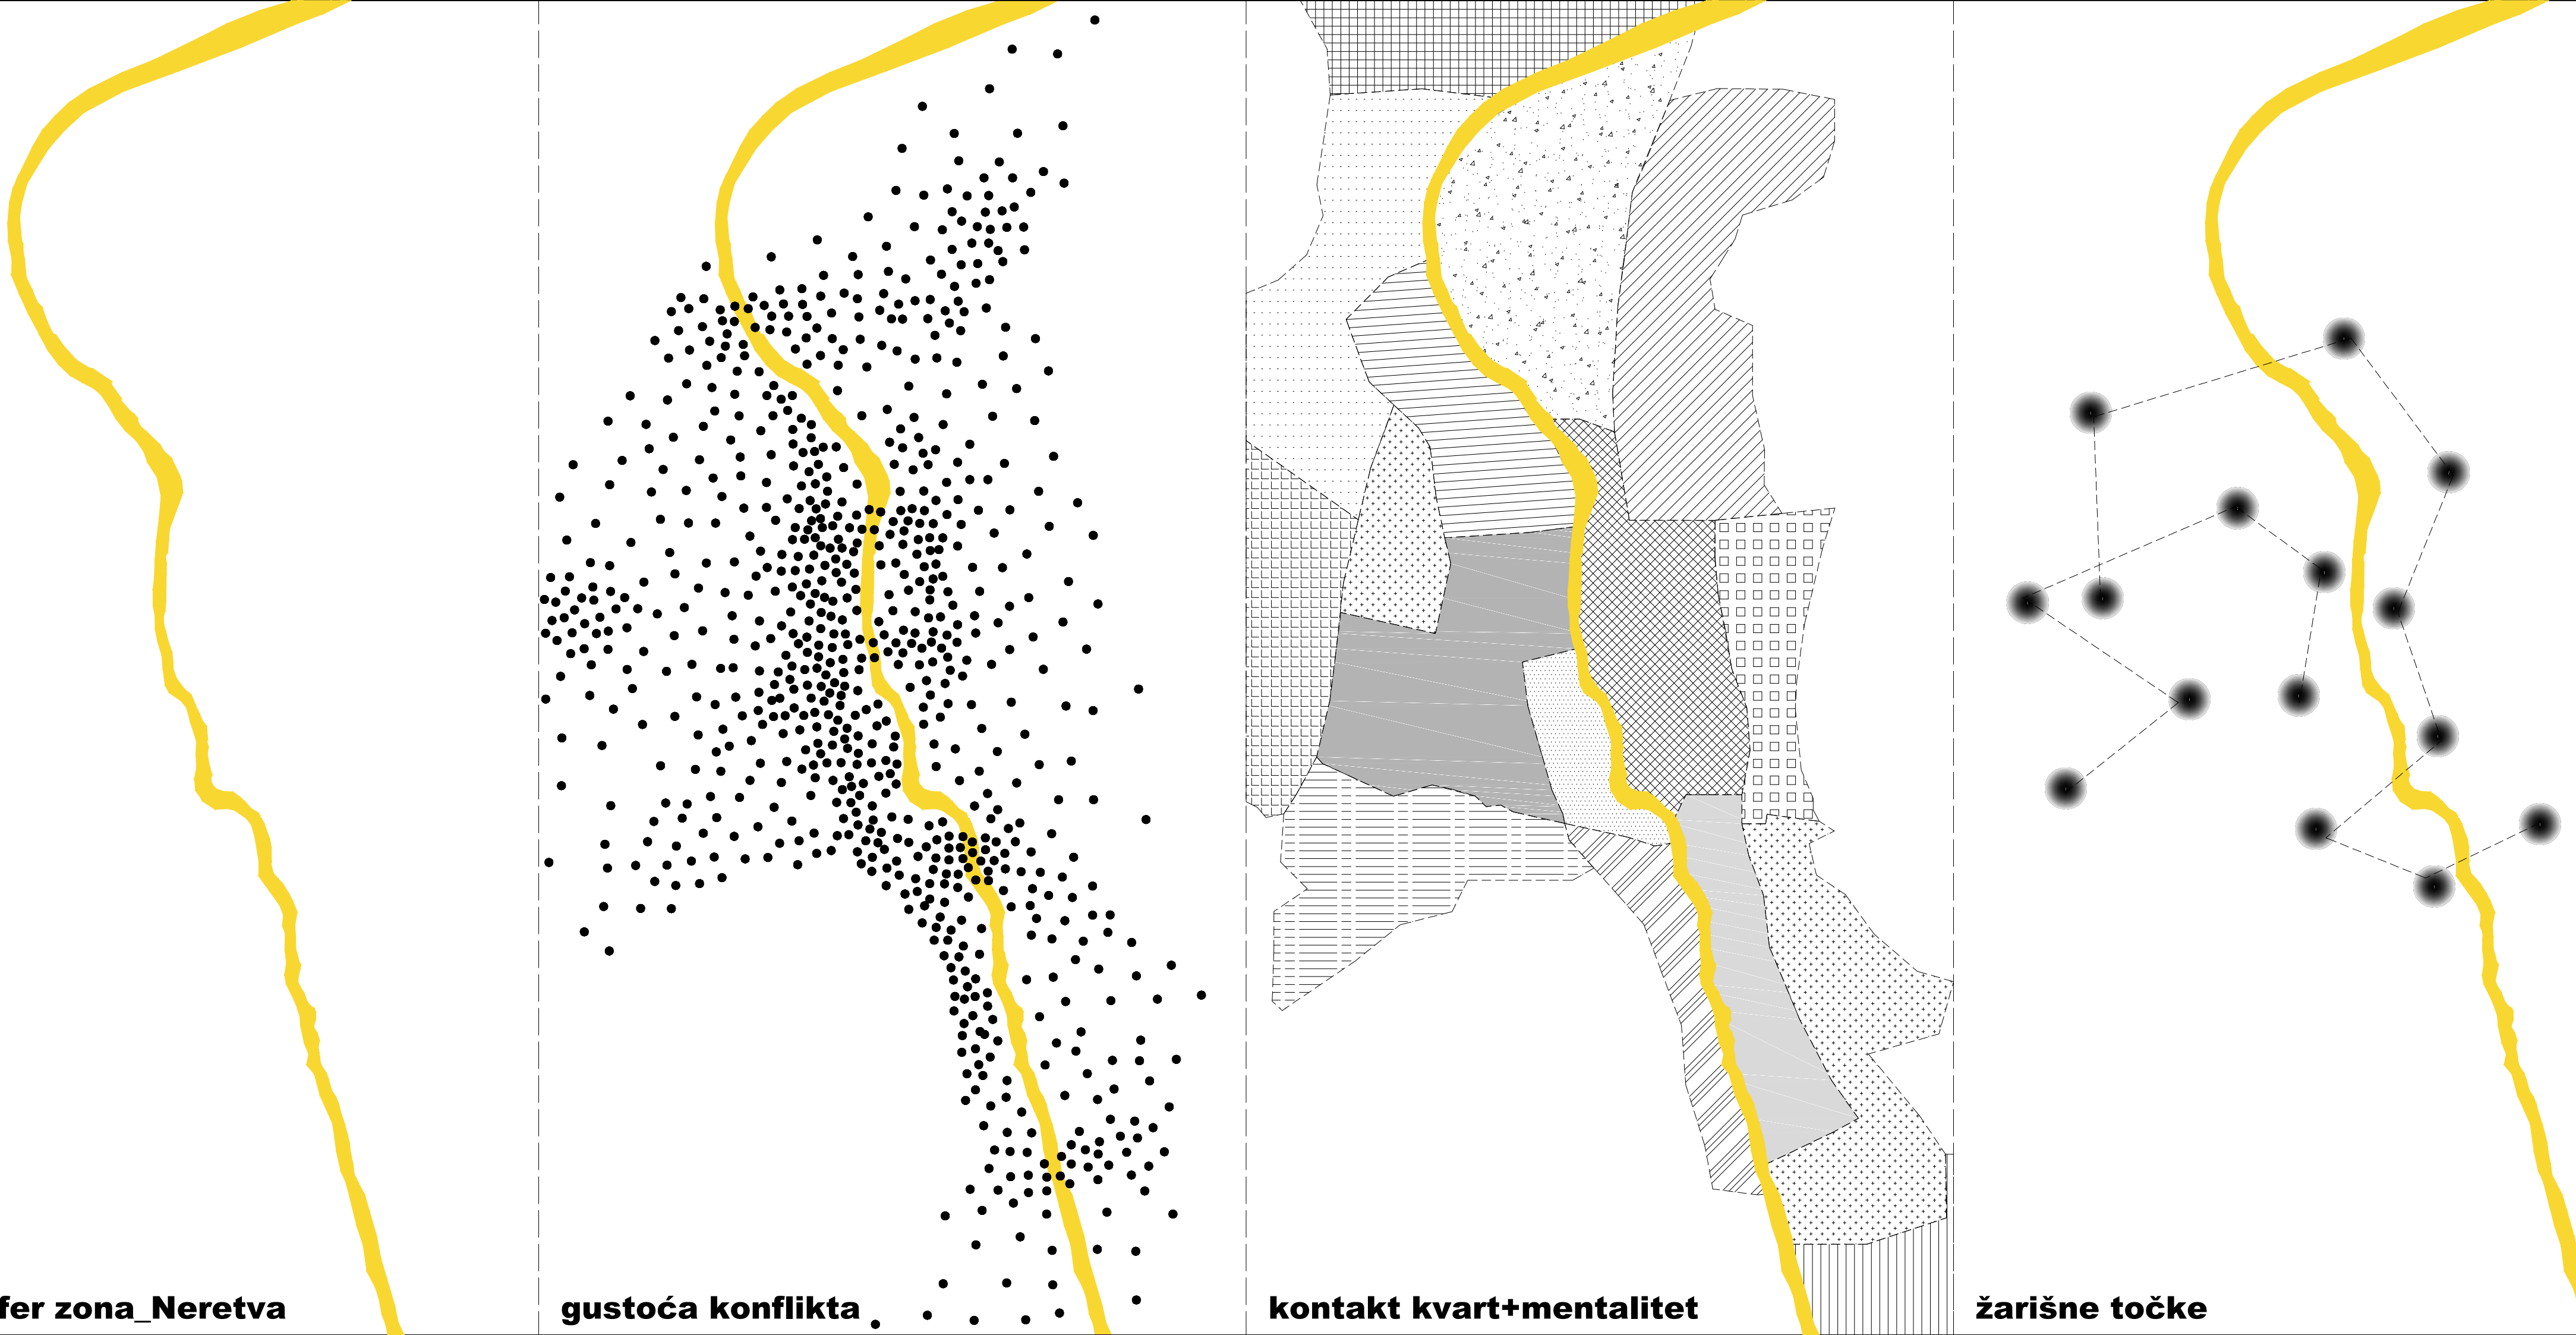 fer zona_Neretva
gustoća konflikta
kontakt kvart+mentalitet
žarišne točke